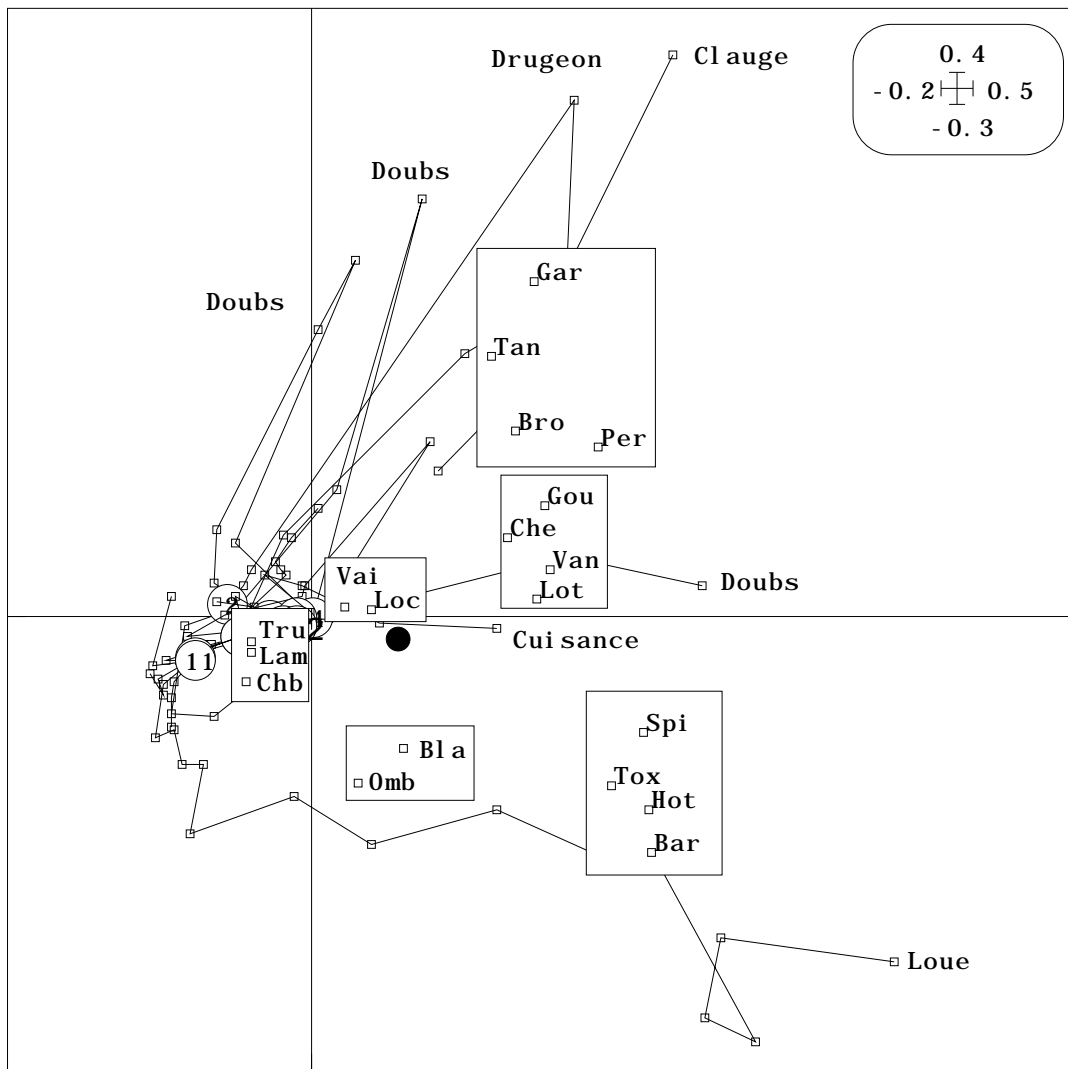 Clauge
0.4
Drugeon
-0.2 0.5
-0.3
Doubs
Gar
Doubs
Tan
Bro
Per
Gou
Che
Van
Vai
Doubs
Lot
Loc
Tru
Cuisance
Lam
11
Chb
Spi
Bla
Tox
Omb
Hot
Bar
Loue